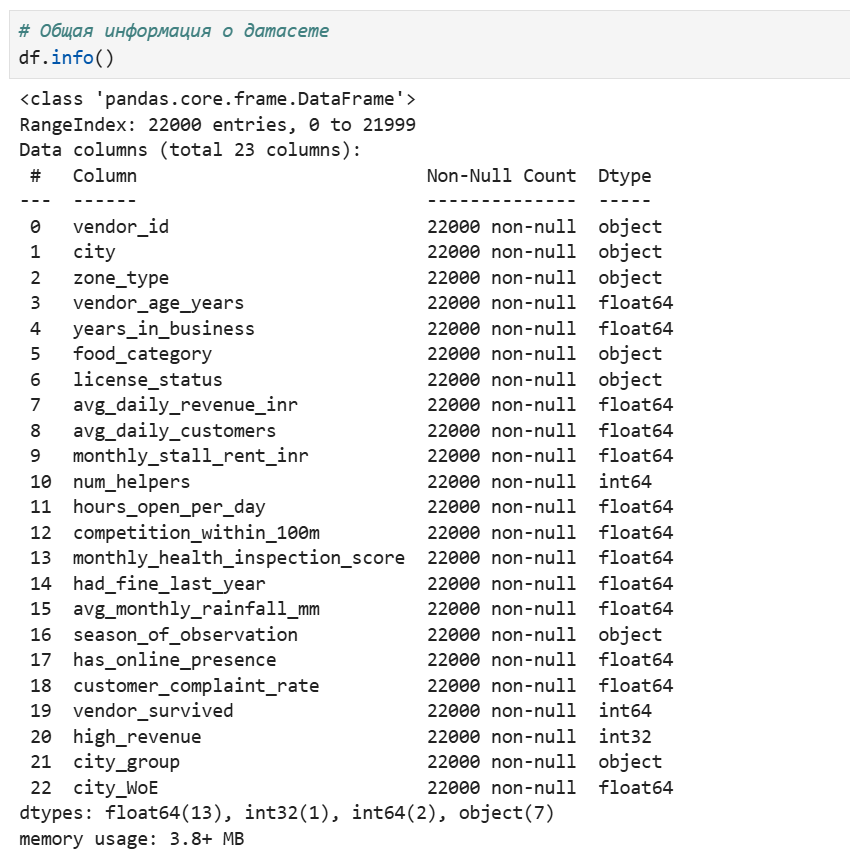 # Общая информация о датасете
df.info()
<class 'pandas.core.frame.DataFrame'>
RangeIndex: 22000 entries, 0 to 21999
Data columns (total 23 columns):
 #   Column                           Non-Null Count  Dtype
---  ------                           --------------  -----
 0   vendor_id                        22000 non-null  object
 1   city                             22000 non-null  object
 2   zone_type                        22000 non-null  object
 3   vendor_age_years                 22000 non-null  float64
 4   years_in_business                22000 non-null  float64
 5   food_category                    22000 non-null  object
 6   license_status                   22000 non-null  object
 7   avg_daily_revenue_inr            22000 non-null  float64
 8   avg_daily_customers              22000 non-null  float64
 9   monthly_stall_rent_inr           22000 non-null  float64
 10  num_helpers                      22000 non-null  int64
 11  hours_open_per_day               22000 non-null  float64
 12  competition_within_100m          22000 non-null  float64
 13  monthly_health_inspection_score  22000 non-null  float64
 14  had_fine_last_year               22000 non-null  float64
 15  avg_monthly_rainfall_mm          22000 non-null  float64
 16  season_of_observation            22000 non-null  object
 17  has_online_presence              22000 non-null  float64
 18  customer_complaint_rate          22000 non-null  float64
 19  vendor_survived                  22000 non-null  int64
 20  high_revenue                     22000 non-null  int32
 21  city_group                       22000 non-null  object
 22  city_WoE                         22000 non-null  float64
dtypes: float64(13), int32(1), int64(2), object(7)
memory usage: 3.8+ MB